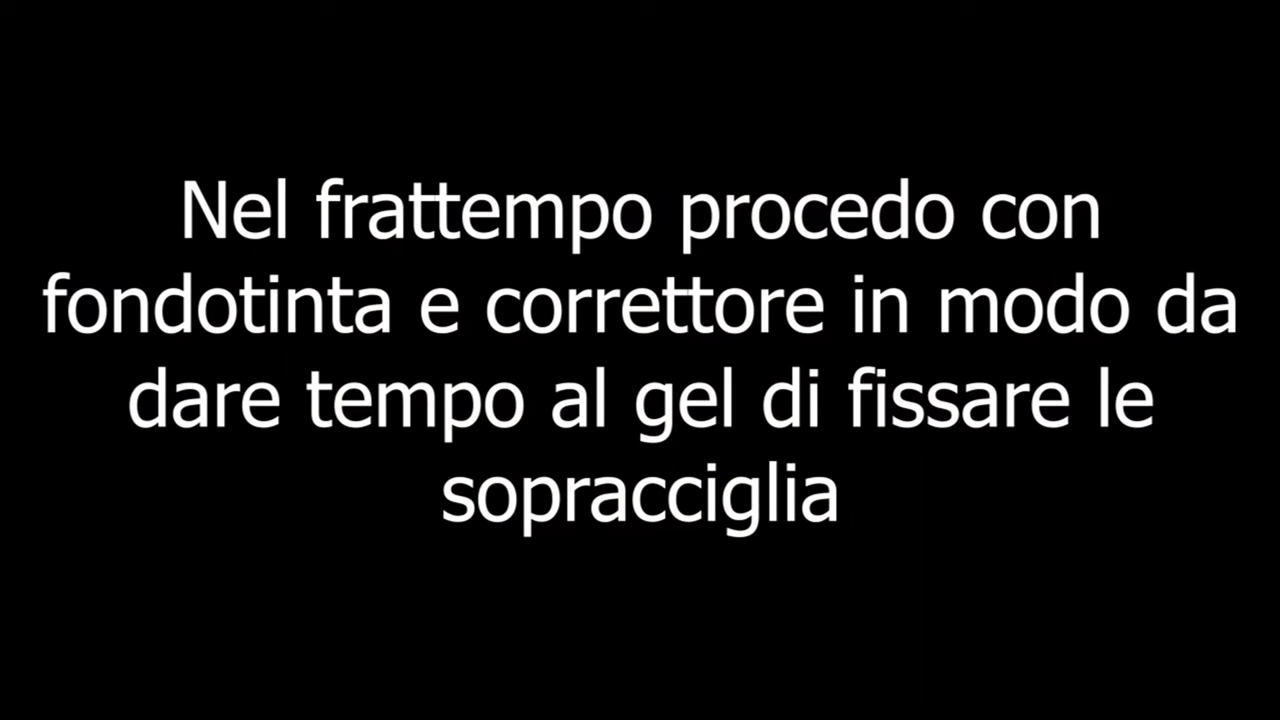 Nel frattempo procedo con
fondotinta e correttore in modo da
dare tempo al gel di fissare le
sopracciglia